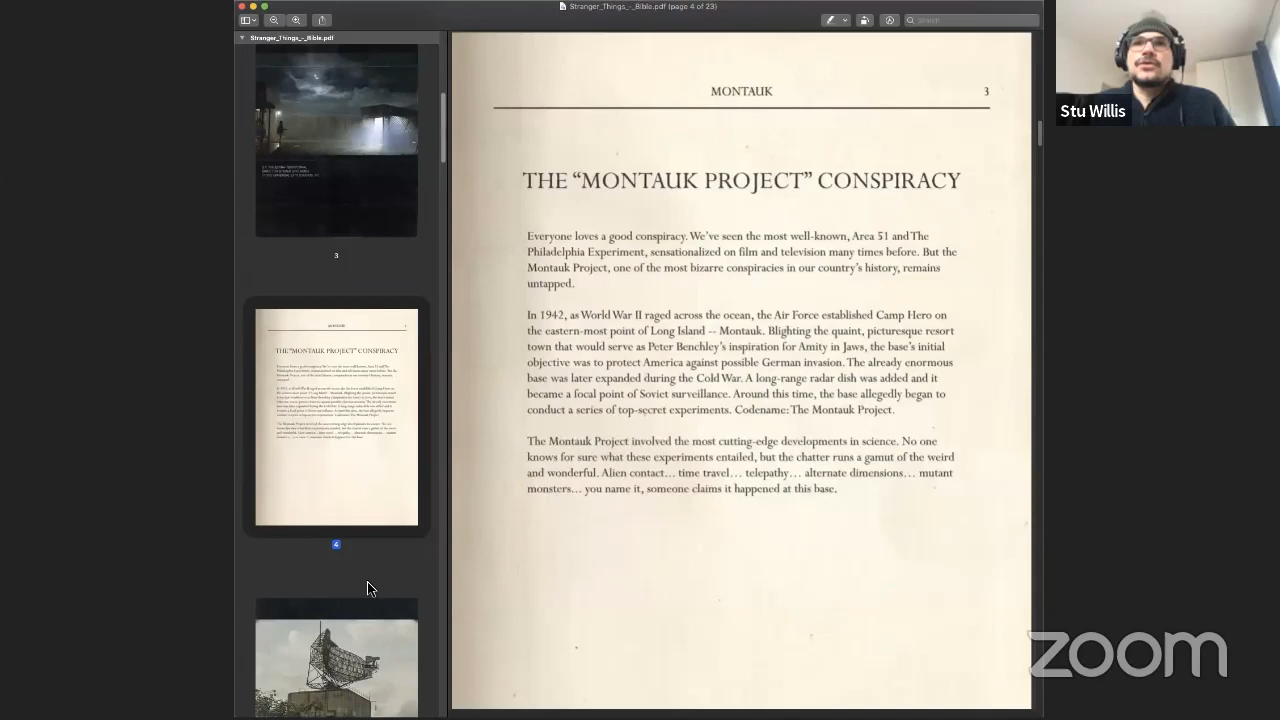 Stranger_Things_-_Bible.pdf (page 4 of 23)
Search
Stranger_Things_-_Bible.pdf
3
4
MONTAUK
3
THE “MONTAUK PROJECT” CONSPIRACY
Everyone loves a good conspiracy. We’ve seen the most well-known, Area 51 and The
Philadelphia Experiment, sensationalized on film and television many times before. But the
Montauk Project, one of the most bizarre conspiracies in our country’s history, remains
untapped.
In 1942, as World War II raged across the ocean, the Air Force established Camp Hero on
the eastern-most point of Long Island -- Montauk. Blighting the quaint, picturesque resort
town that would serve as Peter Benchley’s inspiration for Amity in Jaws, the base’s initial
objective was to protect America against possible German invasion. The already enormous
base was later expanded during the Cold War. A long-range radar dish was added and it
became a focal point of Soviet surveillance. Around this time, the base allegedly began to
conduct a series of top-secret experiments. Codename: The Montauk Project.
The Montauk Project involved the most cutting-edge developments in science. No one
knows for sure what these experiments entailed, but the chatter runs a gamut of the weird
and wonderful. Alien contact... time travel... telepathy... alternate dimensions... mutant
monsters... you name it, someone claims it happened at this base.
Stu Willis
zoom